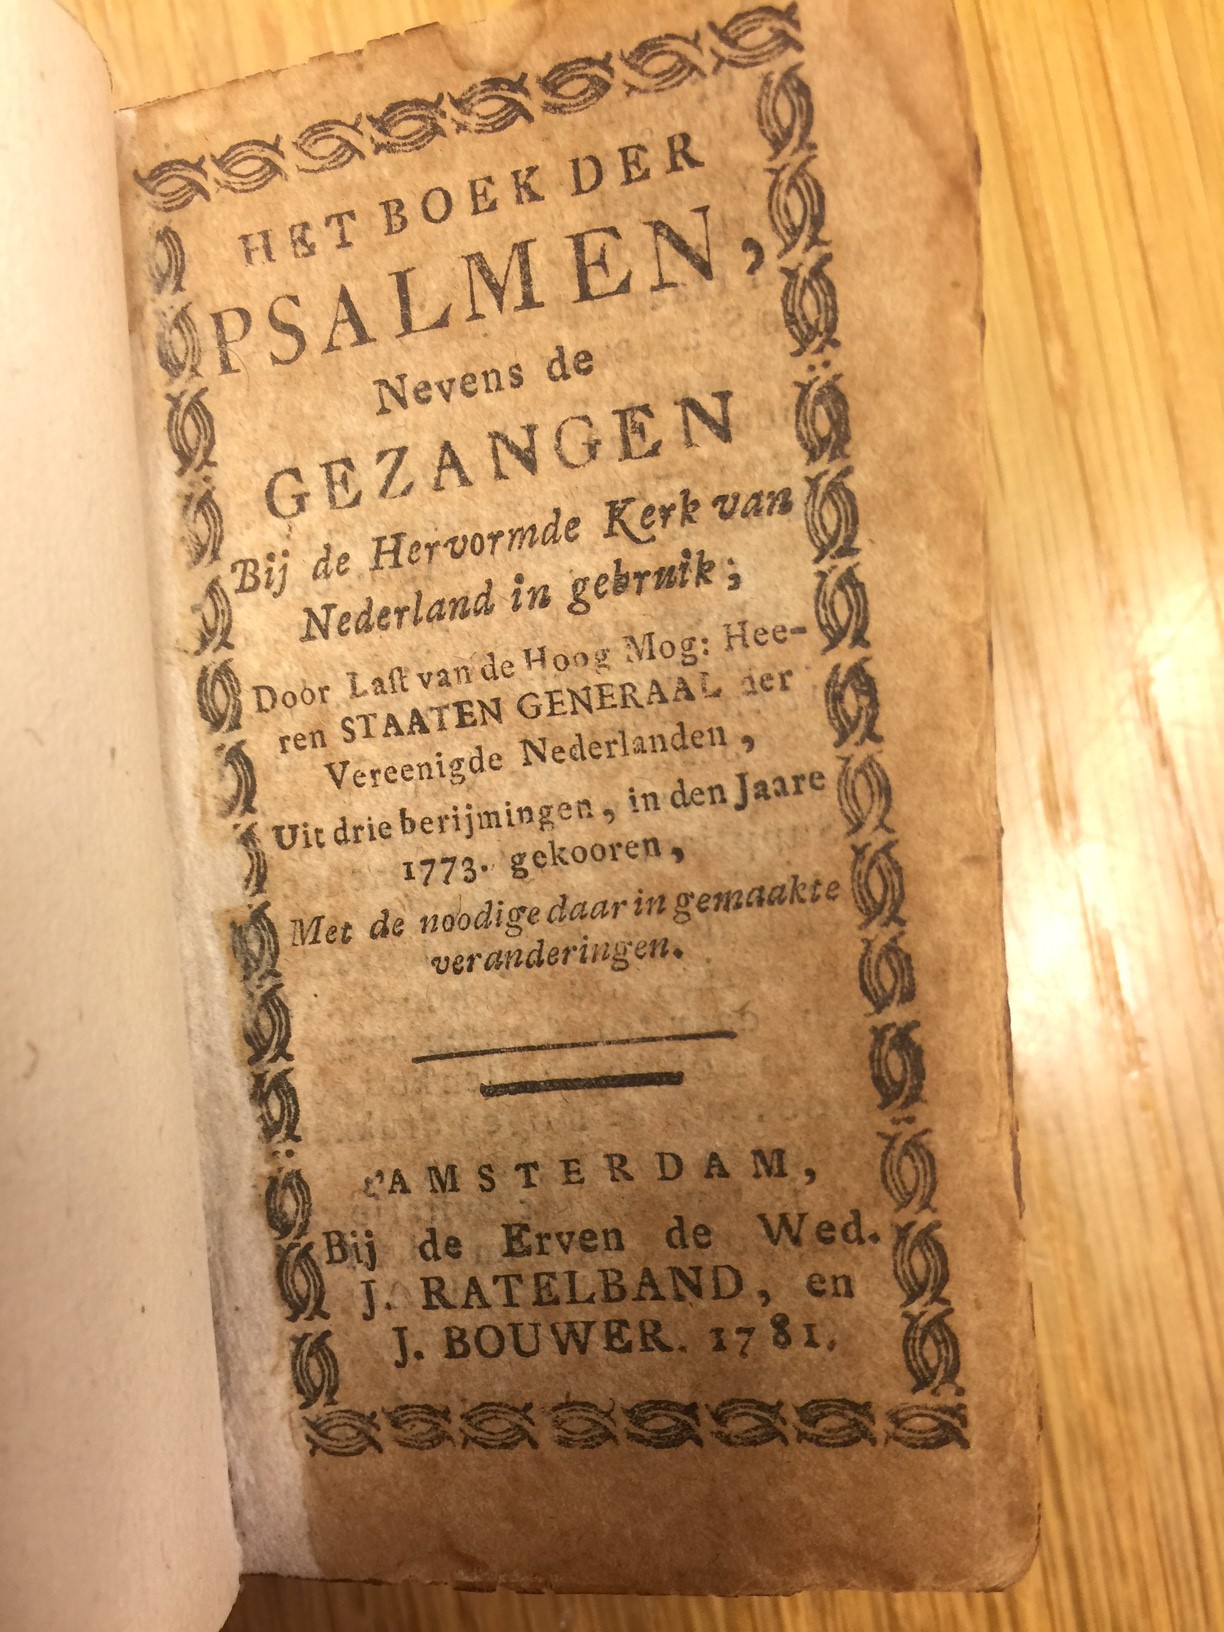 HET BOEK DER
PSALMEN,
Nevens de
GEZANGEN
Bij de Hervormde Kerk van
Nederland in gebruik;
Door Laſt van de Hoog Mog: Hee-
ren STAATEN GENERAAL der
Vereenigde Nederlanden,
Uit drie berijmingen, in den Jaare
1773. gekooren,
Met de noodige daar in gemaakte
veranderingen.
t'AMSTERDAM,
Bij de Erven de Wed.
J. RATELBAND, en
J. BOUWER. 1781.